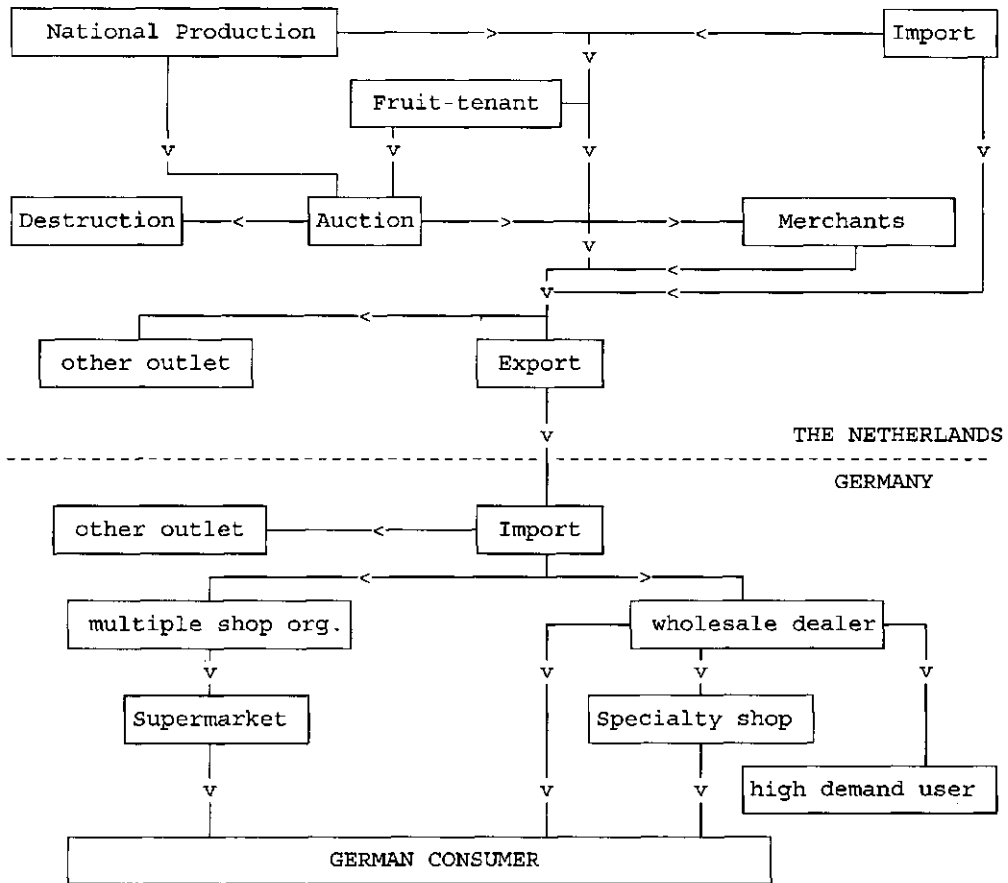 National Production
Import
Fruit-tenant
Destruction
Auction
Merchants
other outlet
Export
THE NETHERLANDS
GERMANY
other outlet
Import
multiple shop org.
wholesale dealer
Supermarket
Specialty shop
high demand user
GERMAN CONSUMER